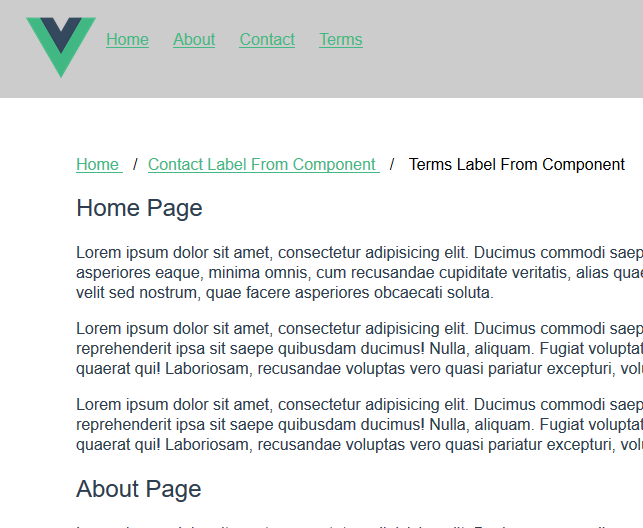 Home About Contact Terms
Home / Contact Label From Component / Terms Label From Component
Home Page
Lorem ipsum dolor sit amet, consectetur adipisicing elit. Ducimus commodi saep
asperiores eaque, minima omnis, cum recusandae cupiditate veritatis, alias quae
velit sed nostrum, quae facere asperiores obcaecati soluta.
Lorem ipsum dolor sit amet, consectetur adipisicing elit. Ducimus commodi saep
reprehenderit ipsa sit saepe quibusdam ducimus! Nulla, aliquam. Fugiat voluptat
quaerat qui! Laboriosam, recusandae voluptas vero quasi pariatur excepturi, volu
Lorem ipsum dolor sit amet, consectetur adipisicing elit. Ducimus commodi saep
reprehenderit ipsa sit saepe quibusdam ducimus! Nulla, aliquam. Fugiat voluptat
quaerat qui! Laboriosam, recusandae voluptas vero quasi pariatur excepturi, volu
About Page